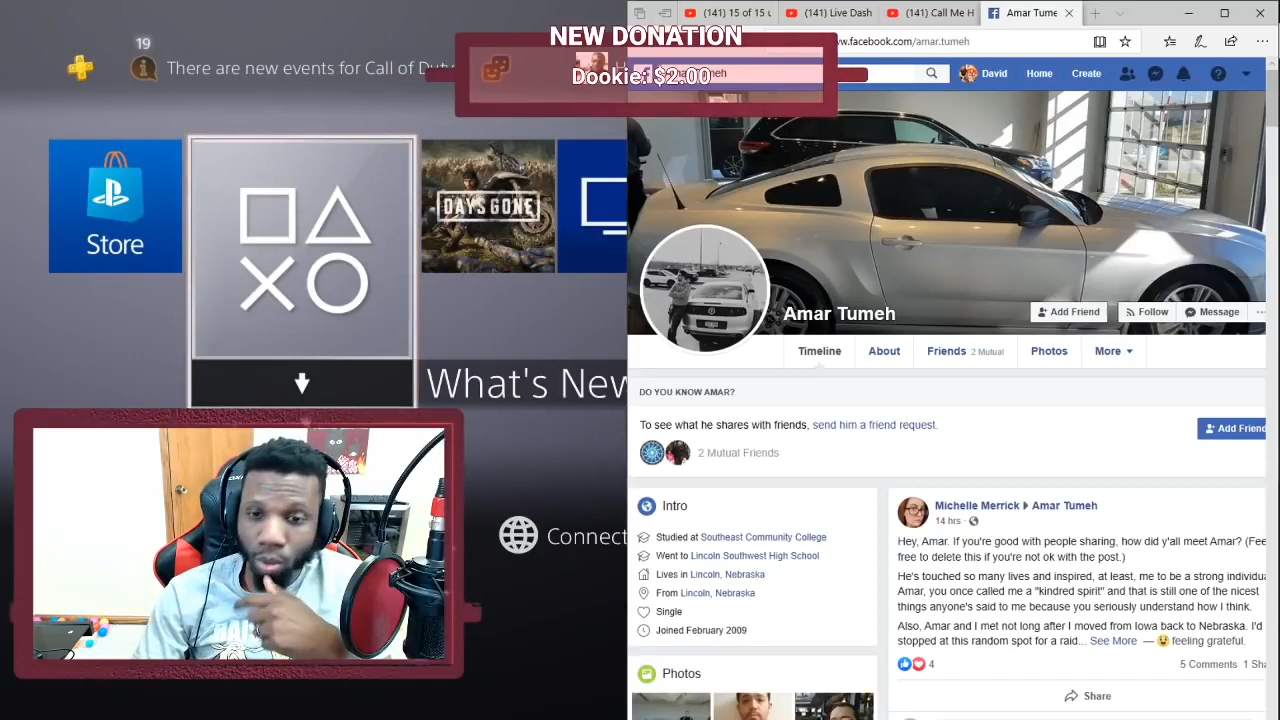 19
There are new events for Call of Duty
Store
DAYS GONE
What's New
Connect
NEW DONATION
Dookie: $2.00
(141) 15 of 15 u
(141) Live Dash
(141) Call Me H
Amar Tume
w.facebook.com/amar.tumeh
David
Home
Create
Amar Tumeh
Add Friend
Follow
Message
Timeline
About
Friends 2 Mutual
Photos
More
DO YOU KNOW AMAR?
To see what he shares with friends, send him a friend request.
Add Friend
2 Mutual Friends
Intro
Studied at Southeast Community College
Went to Lincoln Southwest High School
Lives in Lincoln, Nebraska
From Lincoln, Nebraska
Single
Joined February 2009
Photos
Michelle Merrick Amar Tumeh
14 hrs ·
Hey, Amar. If you're good with people sharing, how did y'all meet Amar? (Fee
free to delete this if you're not ok with the post.)
He's touched so many lives and inspired, at least, me to be a strong individua
Amar, you once called me a "kindred spirit" and that is still one of the nicest
things anyone's said to me because you seriously understand how I think.
Also, Amar and I met not long after I moved from Iowa back to Nebraska. I'd
stopped at this random spot for a raid... See More — feeling grateful.
4
5 Comments 1 Sha
Share